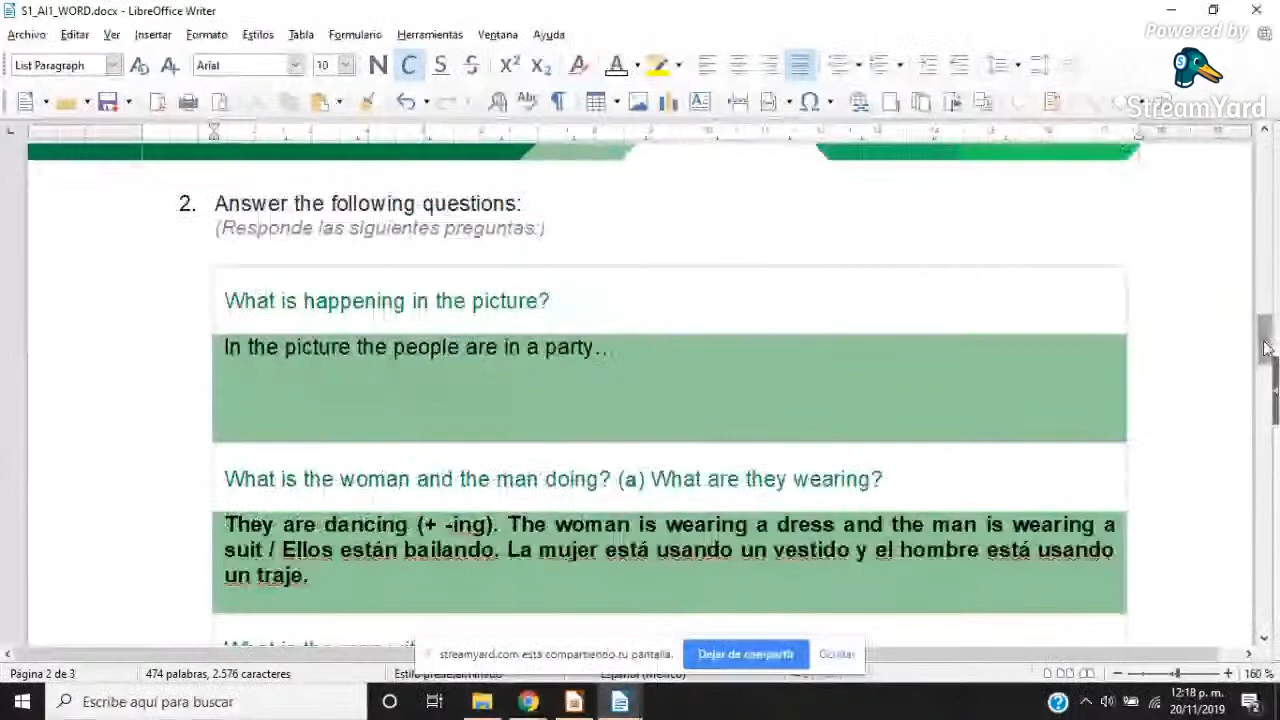 S1_AI1_WORD.docx - LibreOffice Writer
Powered by
Archivo Editar Ver Insertar Formato Estilos Tabla Formulario Herramientas Ventana Ayuda
List Paragraph Arial 10 N C S S
StreamYard
2. Answer the following questions:
(Responde las siguientes preguntas:)
What is happening in the picture?
In the picture the people are in a party…
What is the woman and the man doing? (a) What are they wearing?
They are dancing (+ -ing). The woman is wearing a dress and the man is wearing a
suit / Ellos están bailando. La mujer está usando un vestido y el hombre está usando
un traje.
streamyard.com está compartiendo tu pantalla. Dejar de compartir Ocultar
Página 2 de 3 474 palabras, 2.576 caracteres Español (México) 160 %
Escribe aquí para buscar
12:18 p. m.
20/11/2019